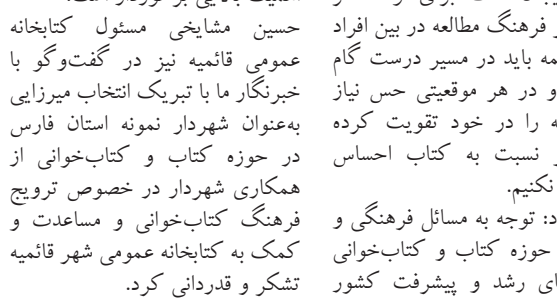 و فرهنگ مطالعه در بین افراد
باید در مسیر درست گام
و در هر موقعیتی حس نیاز
را در خود تقویت کرده
نسبت به کتاب احساس
نکنیم.
توجه به مسائل فرهنگی و
حوزه کتاب و کتاب‌خوانی
رشد و پیشرفت کشور
حسین مشایخی مسئول کتابخانه
عمومی قائمیه نیز در گفت‌وگو با
خبرنگار ما با تبریک انتخاب میرزایی
به‌عنوان شهردار نمونه استان فارس
در حوزه کتاب و کتاب‌خوانی از
همکاری شهردار در خصوص ترویج
فرهنگ کتاب‌خوانی و مساعدت و
کمک به کتابخانه عمومی شهر قائمیه
تشکر و قدردانی کرد.